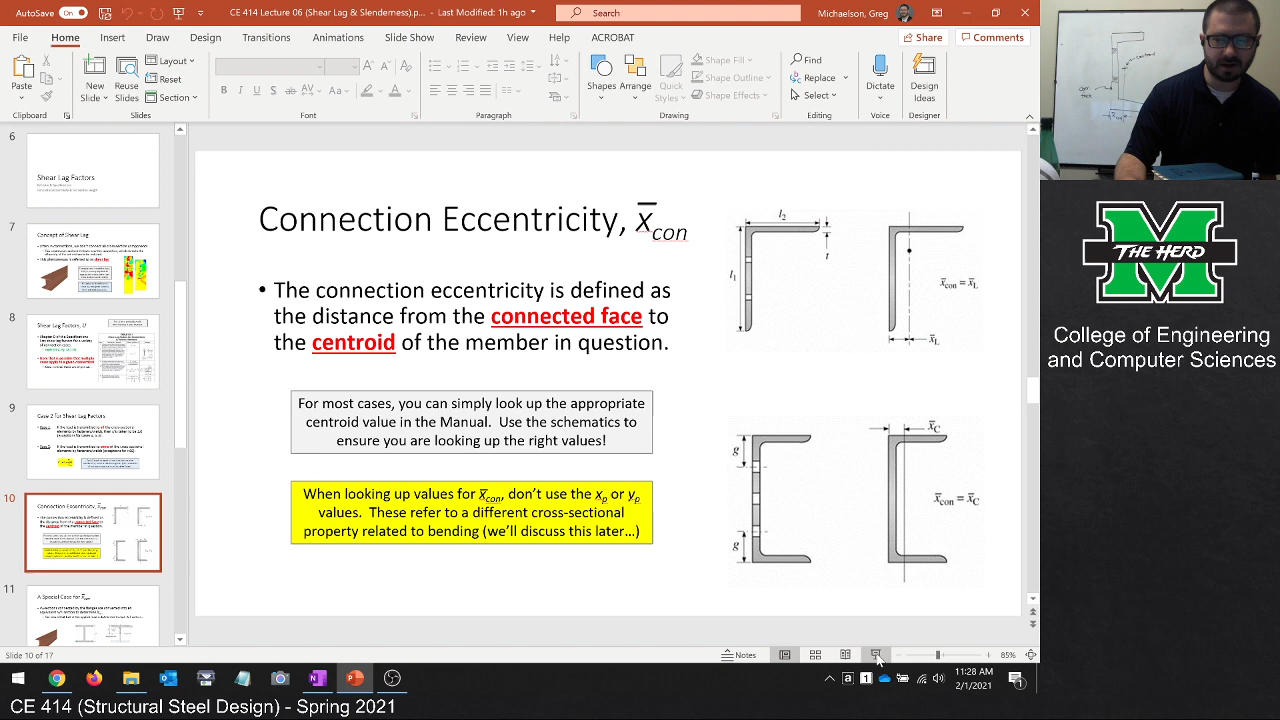 AutoSave On CE 414 Lecture 06 (Shear Lag & Slenderness).p... - Last Modified: 1h ago Search Michaelson, Greg
File Home Insert Draw Design Transitions Animations Slide Show Review View Help ACROBAT Share Comments
Paste New Slide Reuse Slides Layout Reset Section Shapes Arrange Quick Styles Shape Fill Shape Outline Shape Effects Find Replace Select Dictate Design Ideas
Clipboard Slides Font Paragraph Drawing Editing Voice Designer
6
Shear Lag Factors
7
Concept of Shear Lag
8
Shear Lag Factors, U
9
Case 2 for Shear Lag Factors
10
Connection Eccentricity, x̅con
11
A Special Case for x̅con
Connection Eccentricity, x̅con
• The connection eccentricity is defined as
the distance from the connected face to
the centroid of the member in question.
For most cases, you can simply look up the appropriate
centroid value in the Manual. Use the schematics to
ensure you are looking up the right values!
When looking up values for x̅con, don't use the xp or yp
values. These refer to a different cross-sectional
property related to bending (we'll discuss this later…)
l2
l1
t
x̅con = x̅L
x̅L
g
g
x̅C
x̅con = x̅C
THE HERD
College of Engineering
and Computer Sciences
Slide 10 of 17 Notes 85%
11:28 AM
2/1/2021
CE 414 (Structural Steel Design) - Spring 2021